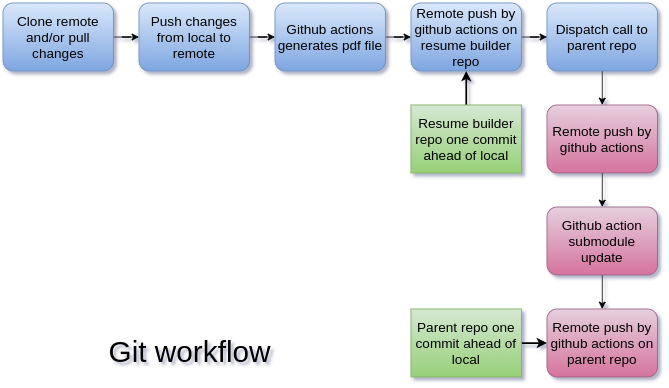 Clone remote
and/or pull
changes
Push changes
from local to
remote
Github actions
generates pdf file
Remote push by
github actions on
resume builder
repo
Dispatch call to
parent repo
Resume builder
repo one commit
ahead of local
Remote push by
github actions
Github action
submodule
update
Parent repo one
commit ahead of
local
Remote push by
github actions on
parent repo
Git workflow